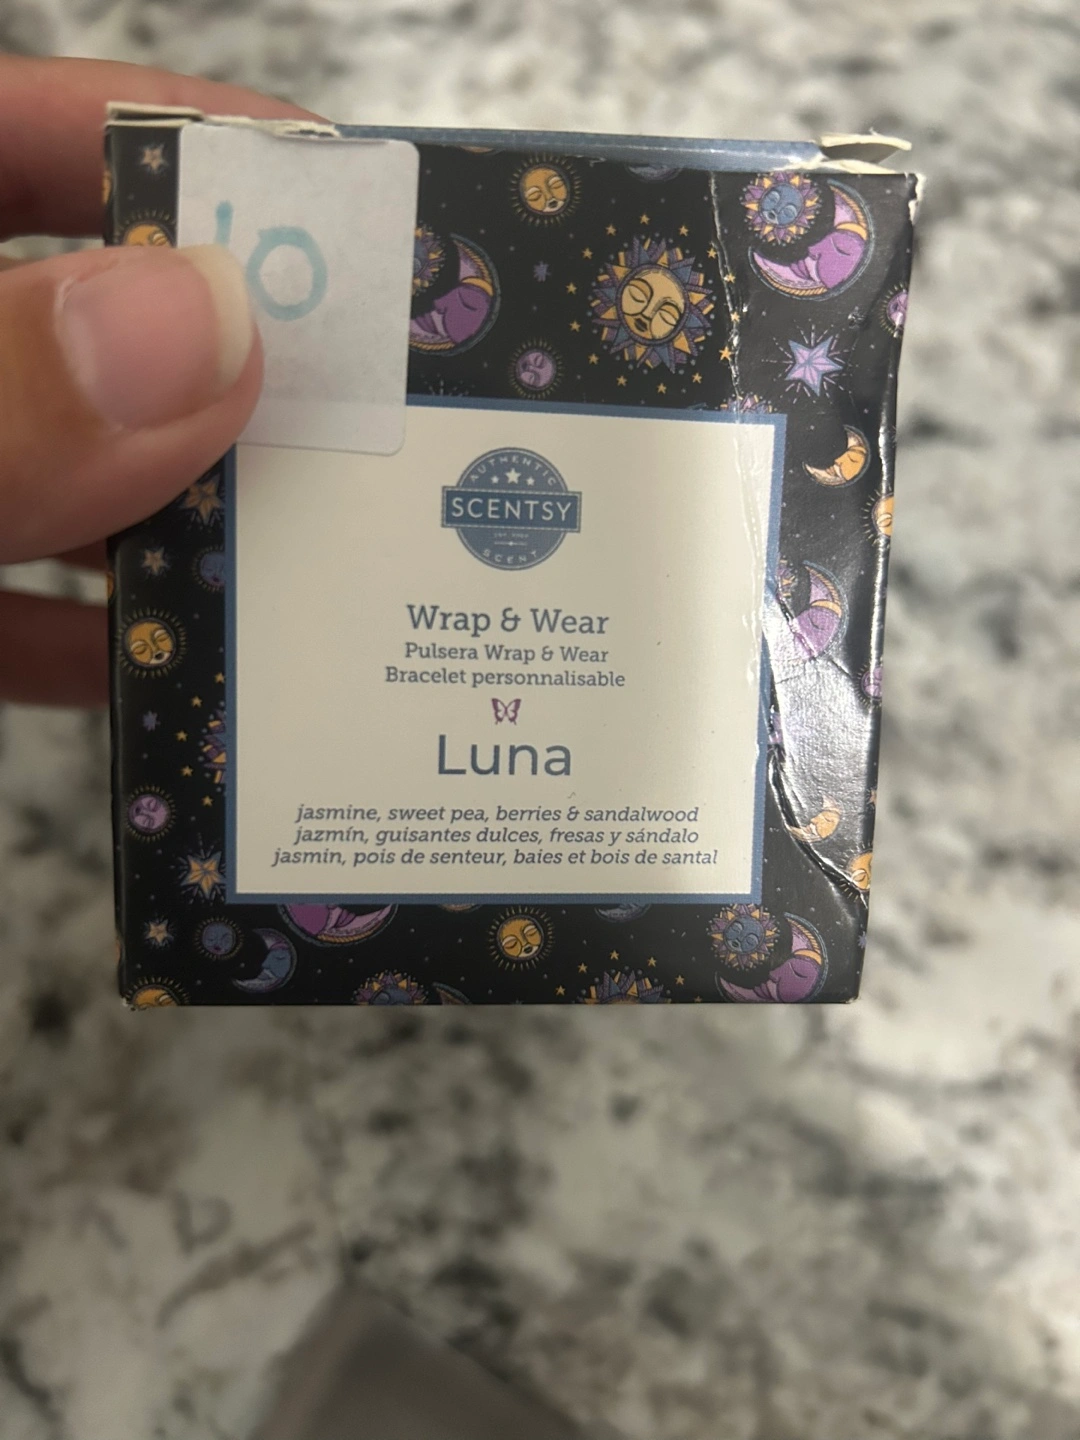 10
AUTHENTIC
SCENTSY
SCENT
Wrap & Wear
Pulsera Wrap & Wear
Bracelet personnalisable
Luna
jasmine, sweet pea, berries & sandalwood
jazmín, guisantes dulces, fresas y sándalo
jasmin, pois de senteur, baies et bois de santal